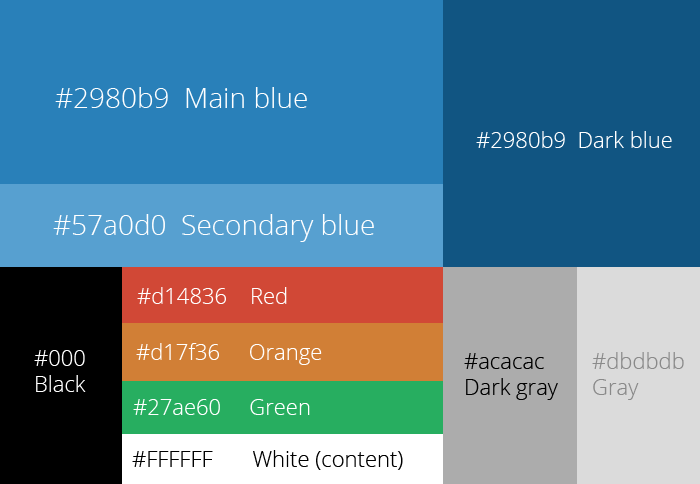 #2980b9 Main blue
#2980b9 Dark blue
#57a0d0 Secondary blue
#000
Black
#d14836 Red
#d17f36 Orange
#27ae60 Green
#FFFFFF White (content)
#acacac
Dark gray
#dbdbdb
Gray